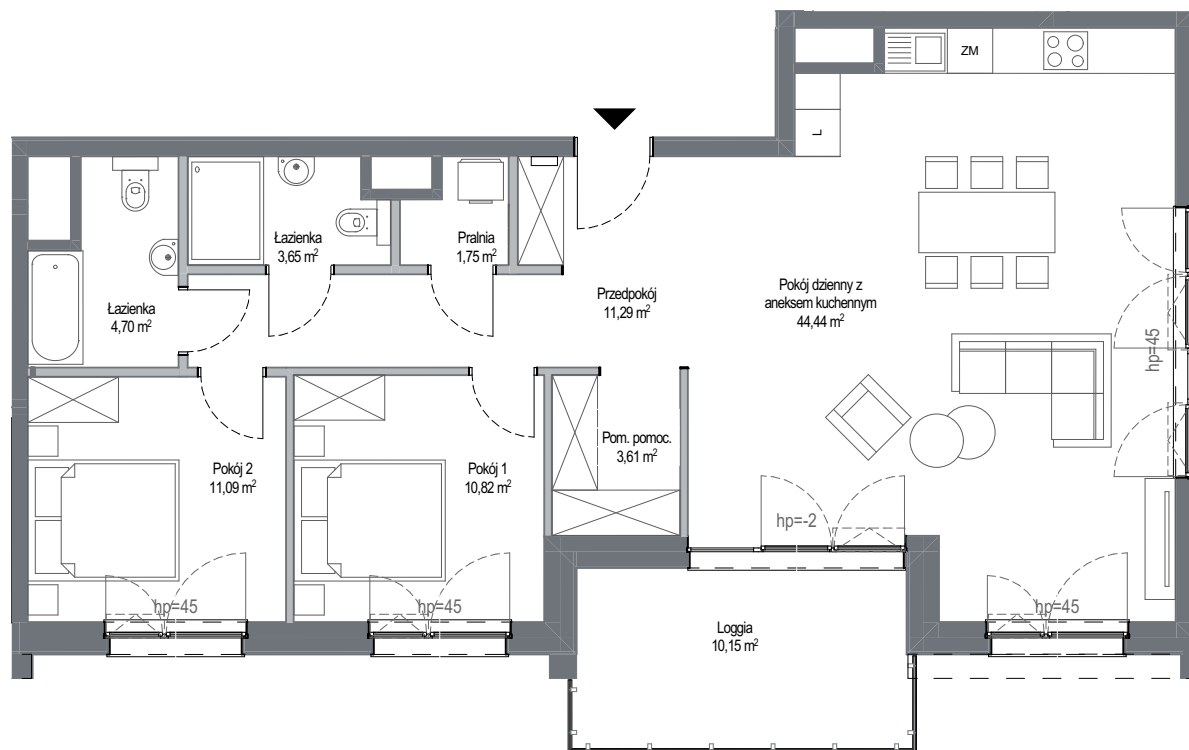 ZM
L
Łazienka
3,65 m²
Pralnia
1,75 m²
Łazienka
4,70 m²
Przedpokój
11,29 m²
Pokój dzienny z
aneksem kuchennym
44,44 m²
hp=45
Pom. pomoc.
3,61 m²
Pokój 2
11,09 m²
Pokój 1
10,82 m²
hp=-2
hp=45
hp=45
hp=45
Loggia
10,15 m²